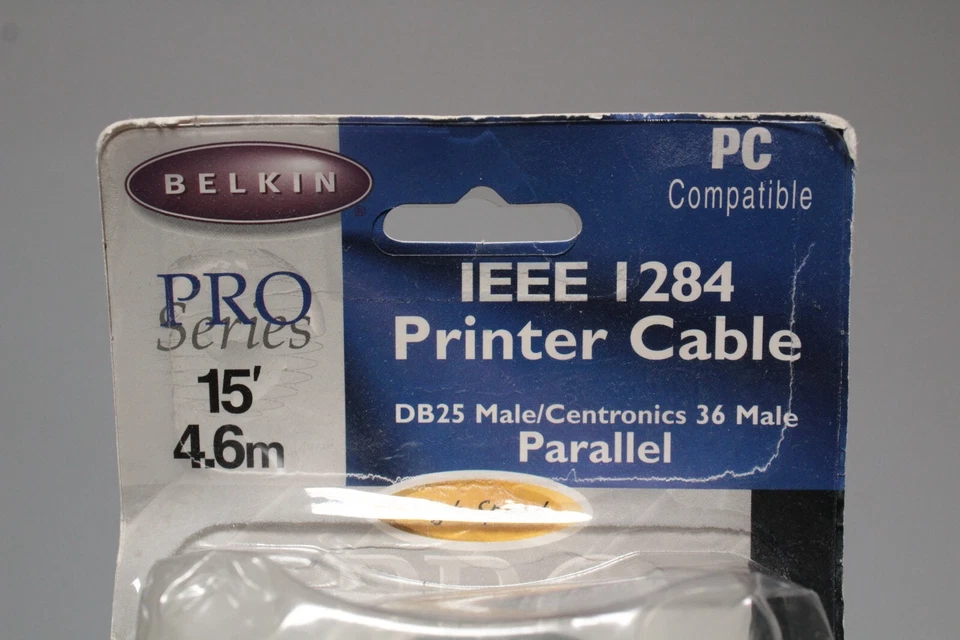 BELKIN
®
PRO
Series
15'
4.6m
PC
Compatible
IEEE 1284
Printer Cable
DB25 Male/Centronics 36 Male
Parallel